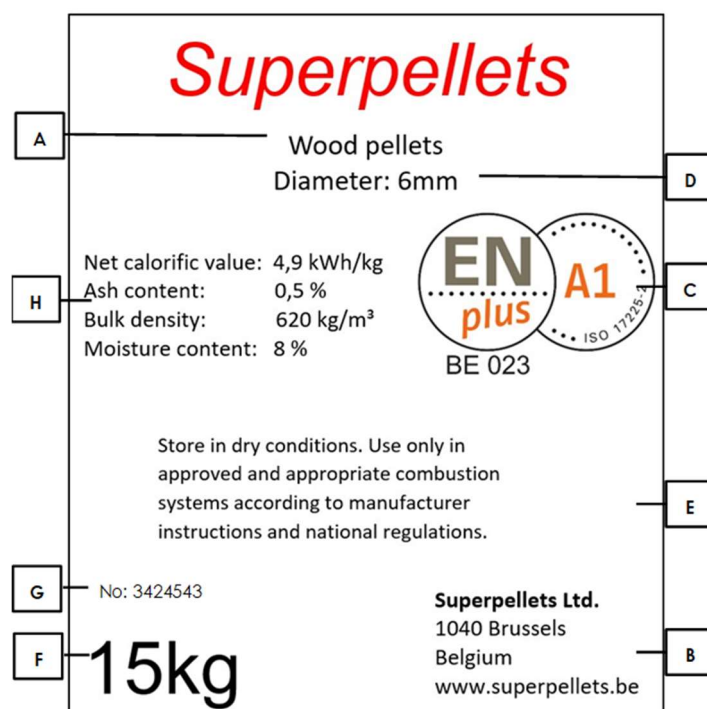 Superpellets
A
Wood pellets
Diameter: 6mm
D
Net calorific value: 4,9 kWh/kg
Ash content: 0,5 %
Bulk density: 620 kg/m³
Moisture content: 8 %
H
EN
plus
A1
ISO 17225-2
C
BE 023
Store in dry conditions. Use only in
approved and appropriate combustion
systems according to manufacturer
instructions and national regulations.
E
G
No: 3424543
F
15kg
Superpellets Ltd.
1040 Brussels
Belgium
www.superpellets.be
B